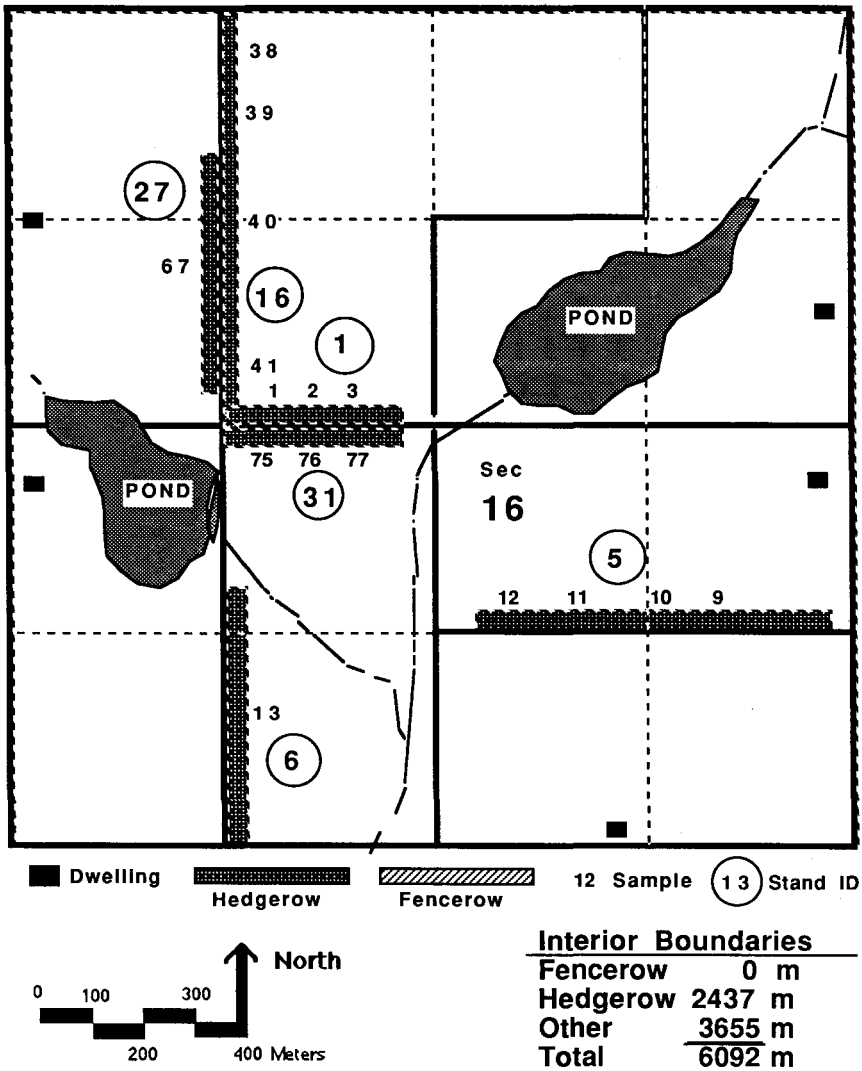 38
39
27
40
67
16
POND
1
41
1 2 3
75 76 77
31
POND
Sec
16
5
12 11 10 9
13
6
Dwelling
Hedgerow
Fencerow
12 Sample
13 Stand ID
North
0 100 300
200 400 Meters
Interior Boundaries
Fencerow 0 m
Hedgerow 2437 m
Other 3655 m
Total 6092 m